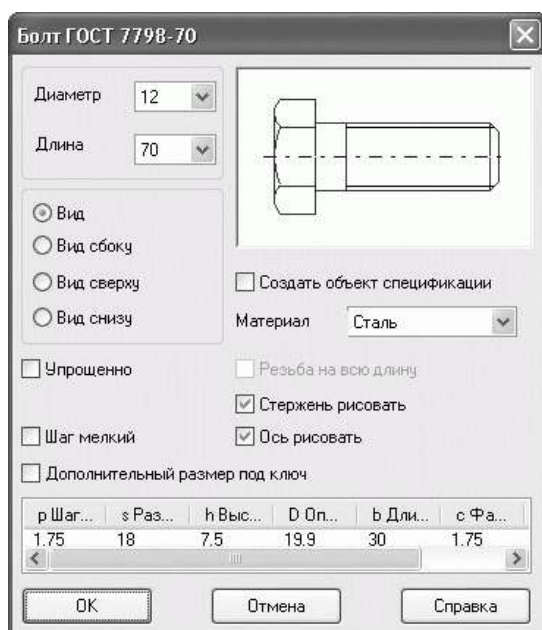 Болт ГОСТ 7798-70
Диаметр 12
Длина 70
Вид
Вид сбоку
Вид сверху
Вид снизу
Создать объект спецификации
Материал Сталь
Упрощенно
Резьба на всю длину
Стержень рисовать
Шаг мелкий
Ось рисовать
Дополнительный размер под ключ
p Шаг... s Раз... h Выс... D Оп... b Дли... c Фа...
1.75 18 7.5 19.9 30 1.75
OK Отмена Справка